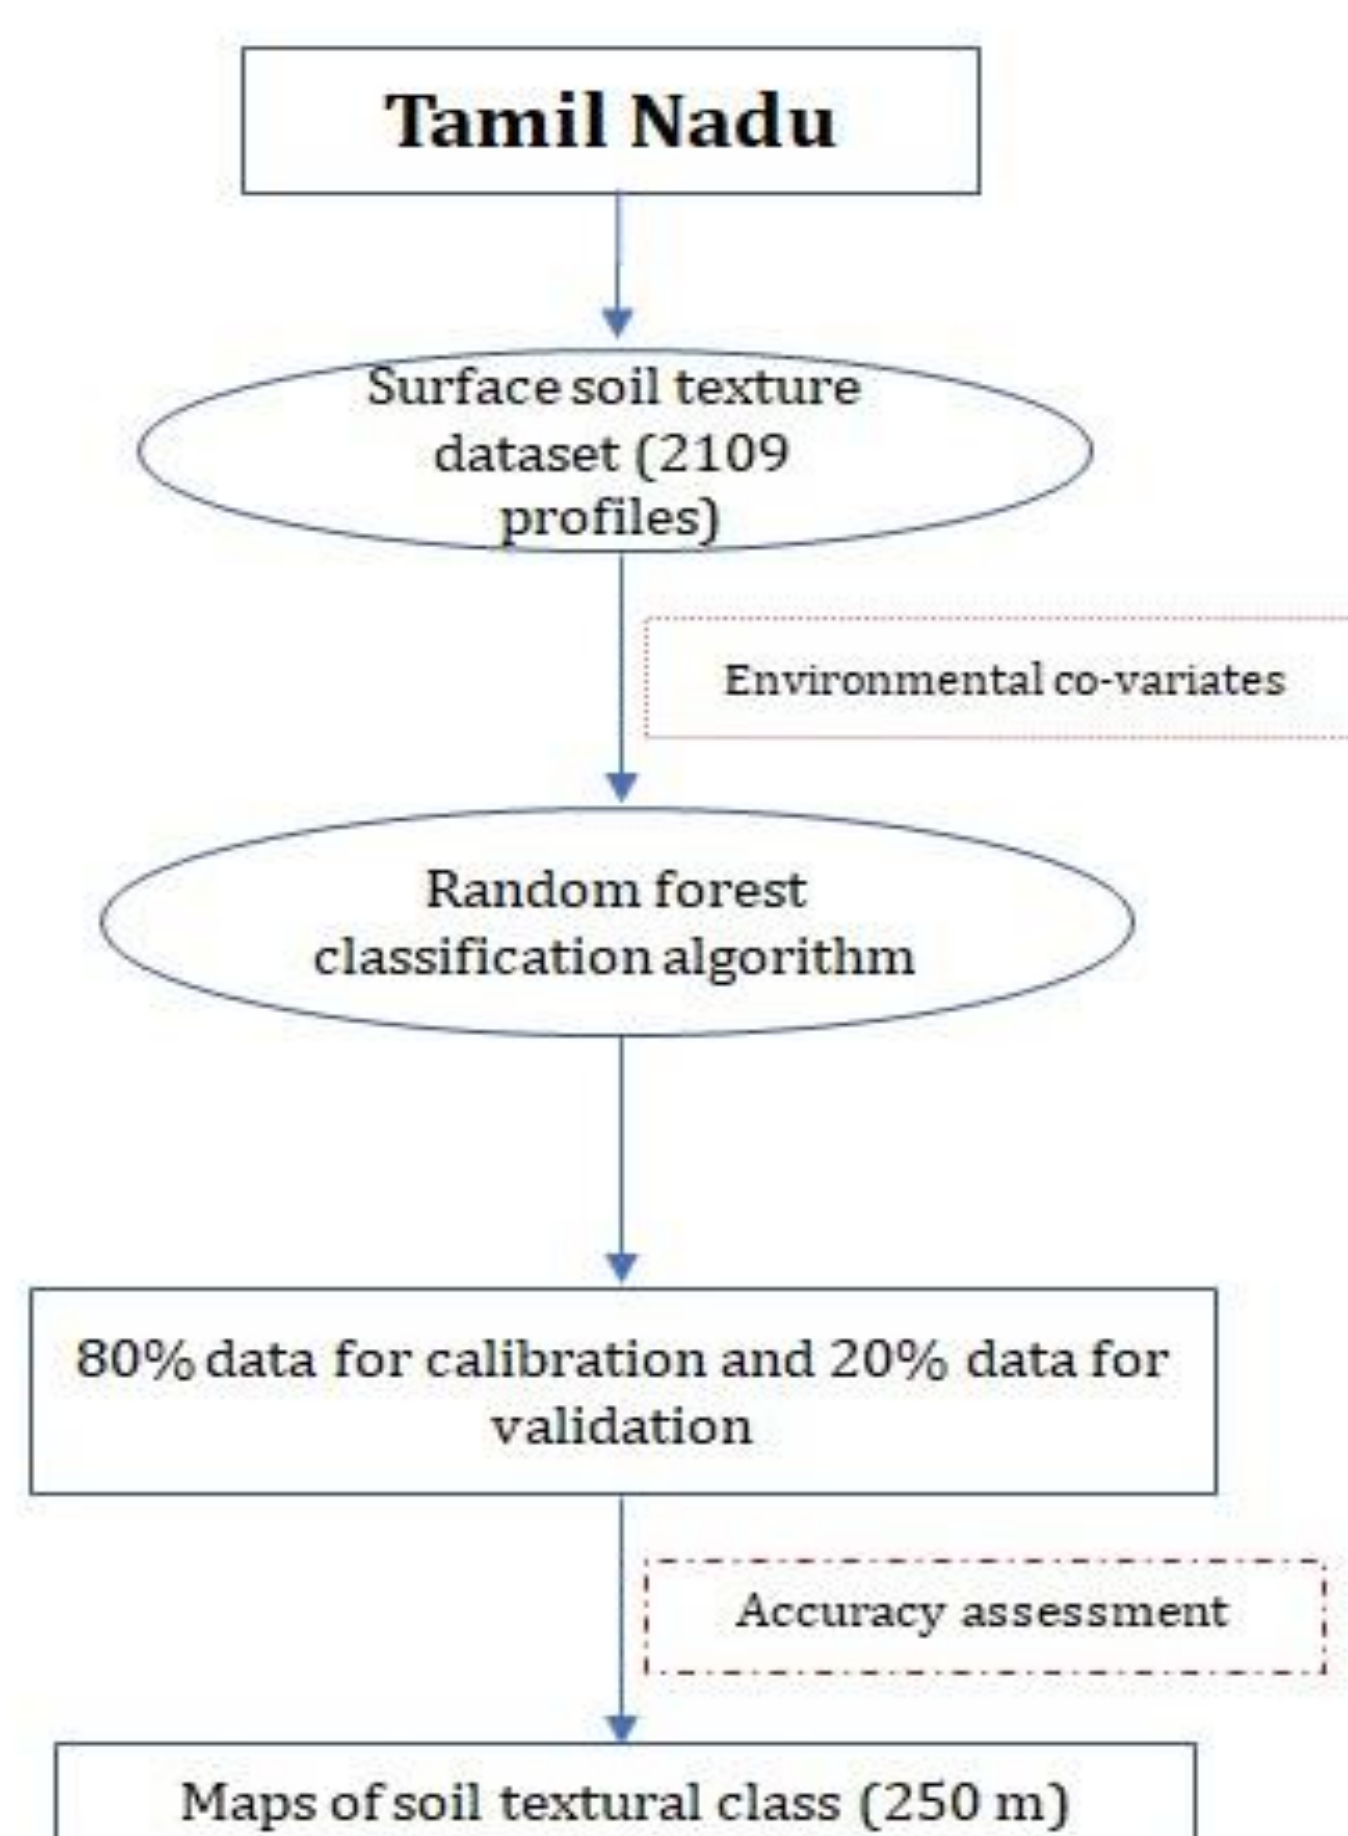 Tamil Nadu
Surface soil texture
dataset (2109
profiles)
Environmental co-variates
Random forest
classification algorithm
80% data for calibration and 20% data for
validation
Accuracy assessment
Maps of soil textural class (250 m)